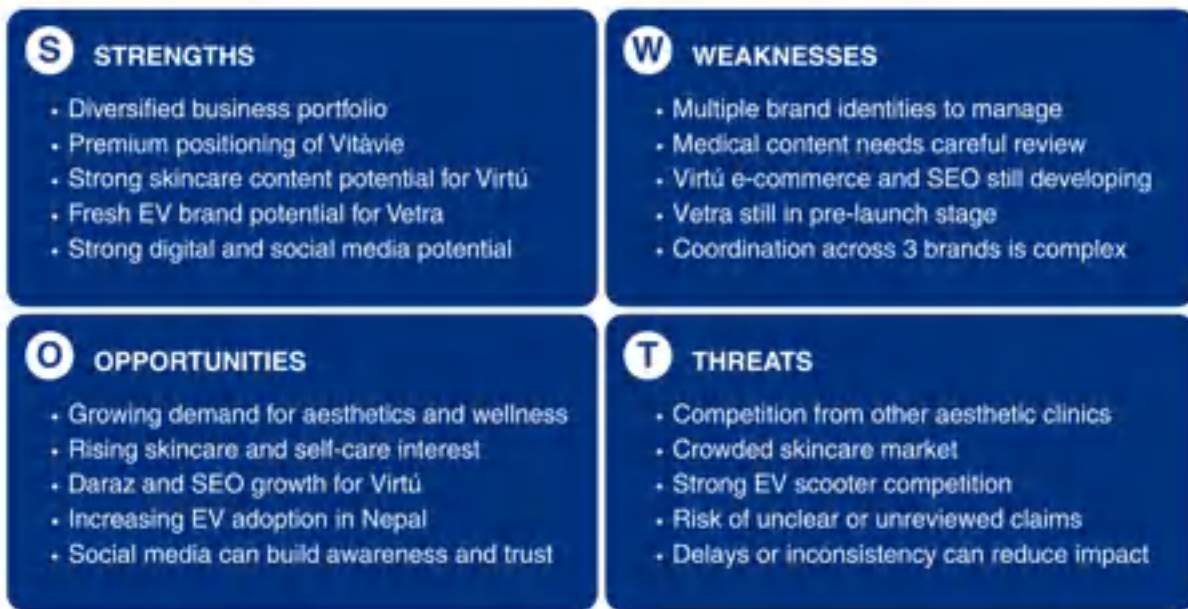 S STRENGTHS
• Diversified business portfolio
• Premium positioning of Vitàvie
• Strong skincare content potential for Virtú
• Fresh EV brand potential for Vetra
• Strong digital and social media potential
W WEAKNESSES
• Multiple brand identities to manage
• Medical content needs careful review
• Virtú e-commerce and SEO still developing
• Vetra still in pre-launch stage
• Coordination across 3 brands is complex
O OPPORTUNITIES
• Growing demand for aesthetics and wellness
• Rising skincare and self-care interest
• Daraz and SEO growth for Virtú
• Increasing EV adoption in Nepal
• Social media can build awareness and trust
T THREATS
• Competition from other aesthetic clinics
• Crowded skincare market
• Strong EV scooter competition
• Risk of unclear or unreviewed claims
• Delays or inconsistency can reduce impact